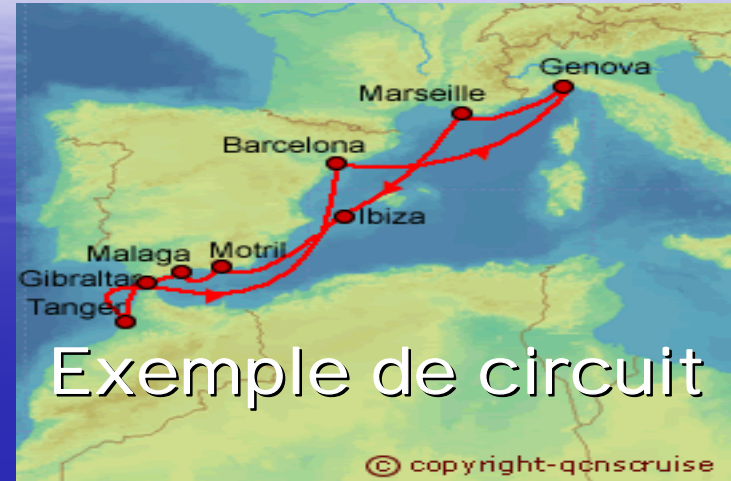 Genova
Marseille
Barcelona
Ibiza
Malaga Motril
Gibraltar
Tanger
Exemple de circuit
© copyright-qcnscruise